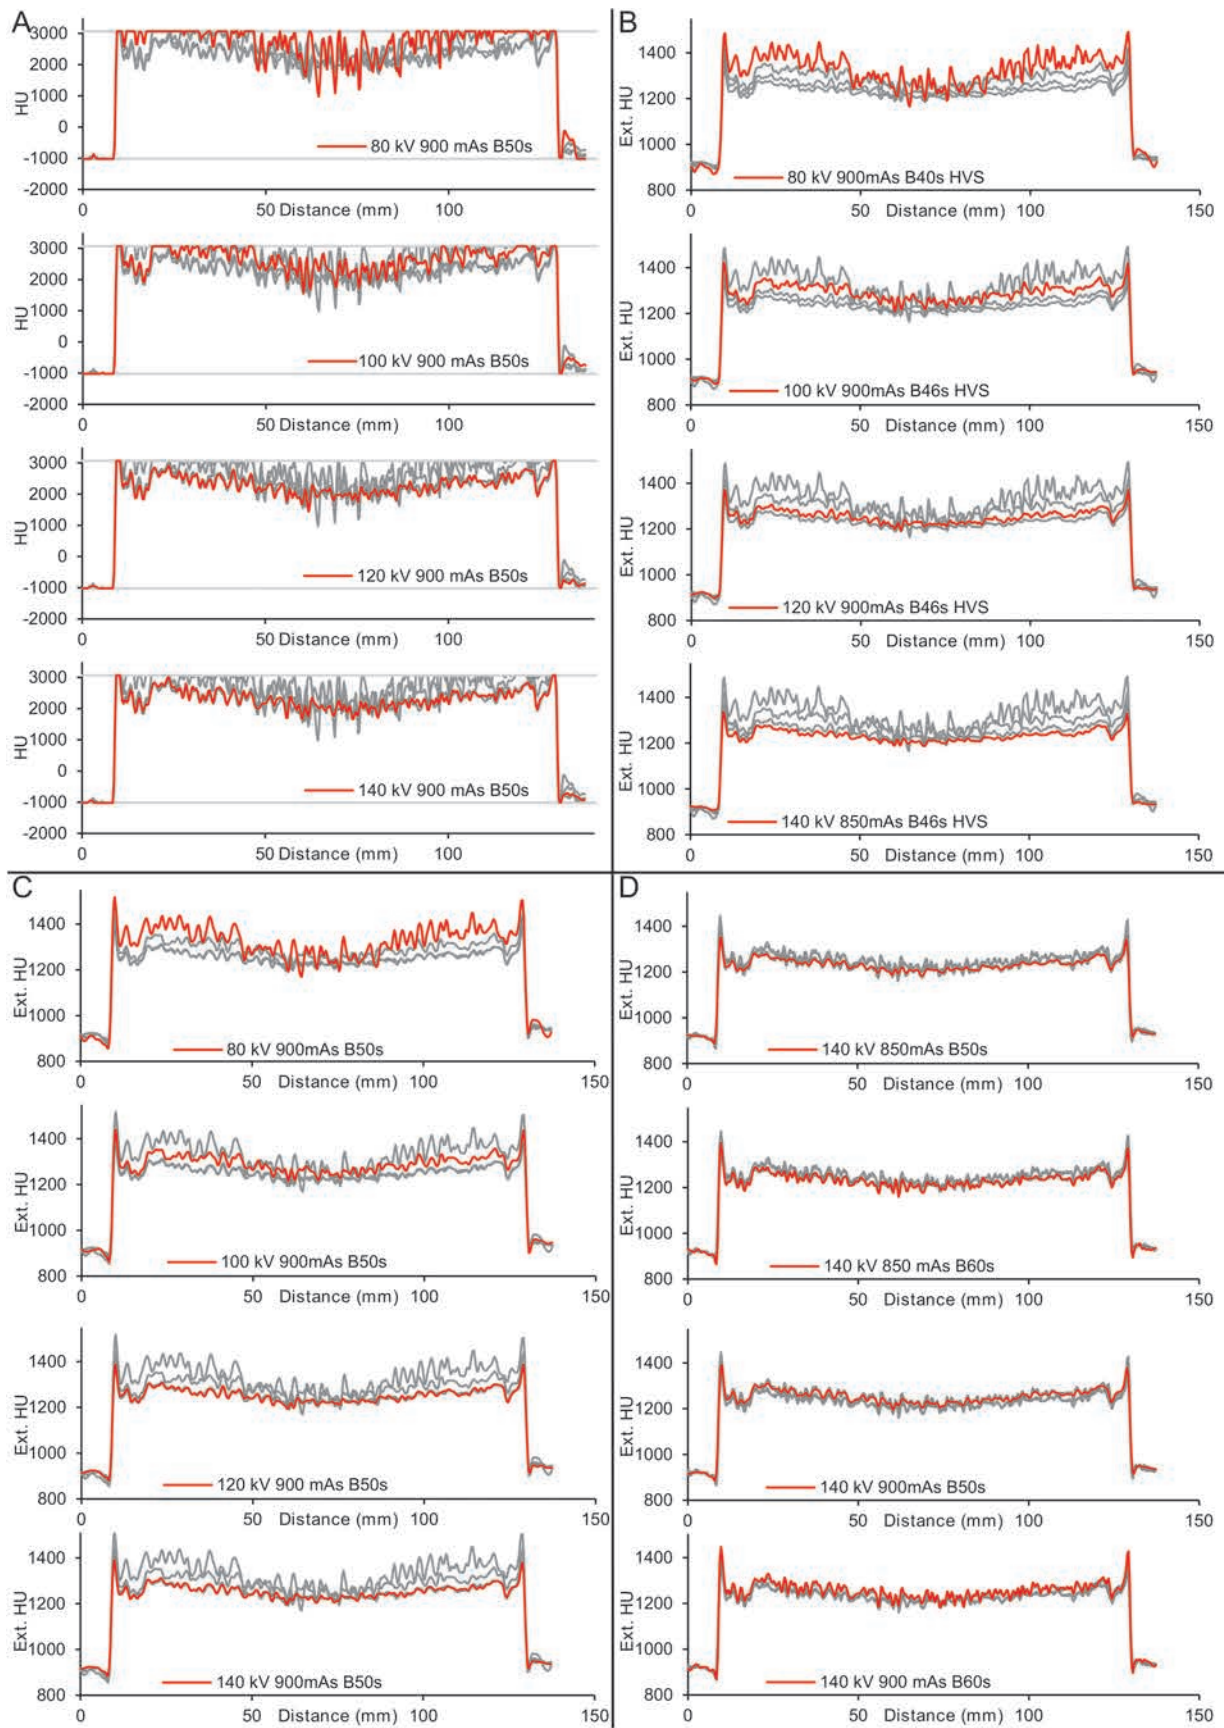 A
HU
3000
2000
1000
0
-1000
-2000
80 kV 900 mAs B50s
0
50 Distance (mm)
100
HU
3000
2000
1000
0
-1000
-2000
100 kV 900 mAs B50s
0
50 Distance (mm)
100
HU
3000
2000
1000
0
-1000
-2000
120 kV 900 mAs B50s
0
50 Distance (mm)
100
HU
3000
2000
1000
0
-1000
-2000
140 kV 900 mAs B50s
0
50 Distance (mm)
100
B
Ext. HU
1400
1200
1000
800
80 kV 900mAs B40s HVS
0
50
Distance (mm)
100
150
Ext. HU
1400
1200
1000
800
100 kV 900mAs B46s HVS
0
50
Distance (mm)
100
150
Ext. HU
1400
1200
1000
800
120 kV 900mAs B46s HVS
0
50
Distance (mm)
100
150
Ext. HU
1400
1200
1000
800
140 kV 850mAs B46s HVS
0
50
Distance (mm)
100
150
C
Ext. HU
1400
1200
1000
800
80 kV 900mAs B50s
0
50
Distance (mm)
100
150
Ext. HU
1400
1200
1000
800
100 kV 900mAs B50s
0
50
Distance (mm)
100
150
Ext. HU
1400
1200
1000
800
120 kV 900 mAs B50s
0
50
Distance (mm)
100
150
Ext. HU
1400
1200
1000
800
140 kV 900mAs B50s
0
50
Distance (mm)
100
150
D
Ext. HU
1400
1200
1000
800
140 kV 850mAs B50s
0
50
Distance (mm)
100
150
Ext. HU
1400
1200
1000
800
140 kV 850 mAs B60s
0
50
Distance (mm)
100
150
Ext. HU
1400
1200
1000
800
140 kV 900mAs B50s
0
50
Distance (mm)
100
150
Ext. HU
1400
1200
1000
800
140 kV 900 mAs B60s
0
50
Distance (mm)
100
150